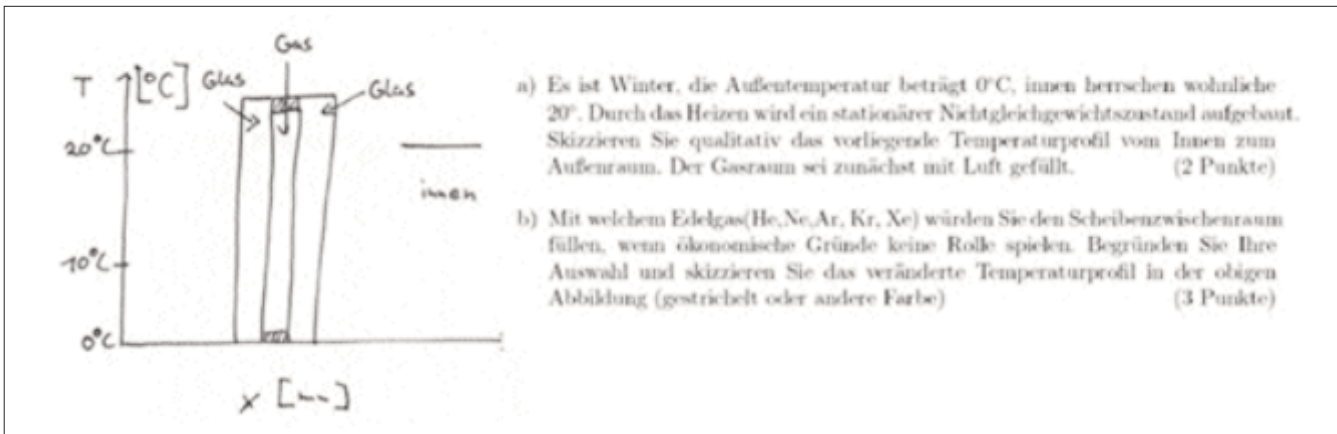 Gas
T [°C] Glas
Glas
20°C
innen
10°C
0°C
x [mm]
a) Es ist Winter, die Außentemperatur beträgt 0°C, innen herrschen wohnliche
20°. Durch das Heizen wird ein stationärer Nichtgleichgewichtszustand aufgebaut.
Skizzieren Sie qualitativ das vorliegende Temperaturprofil vom Innen zum
Außenraum. Der Gasraum sei zunächst mit Luft gefüllt. (2 Punkte)
b) Mit welchem Edelgas(He,Ne,Ar, Kr, Xe) würden Sie den Scheibenzwischenraum
füllen, wenn ökonomische Gründe keine Rolle spielen. Begründen Sie Ihre
Auswahl und skizzieren Sie das veränderte Temperaturprofil in der obigen
Abbildung (gestrichelt oder andere Farbe) (3 Punkte)